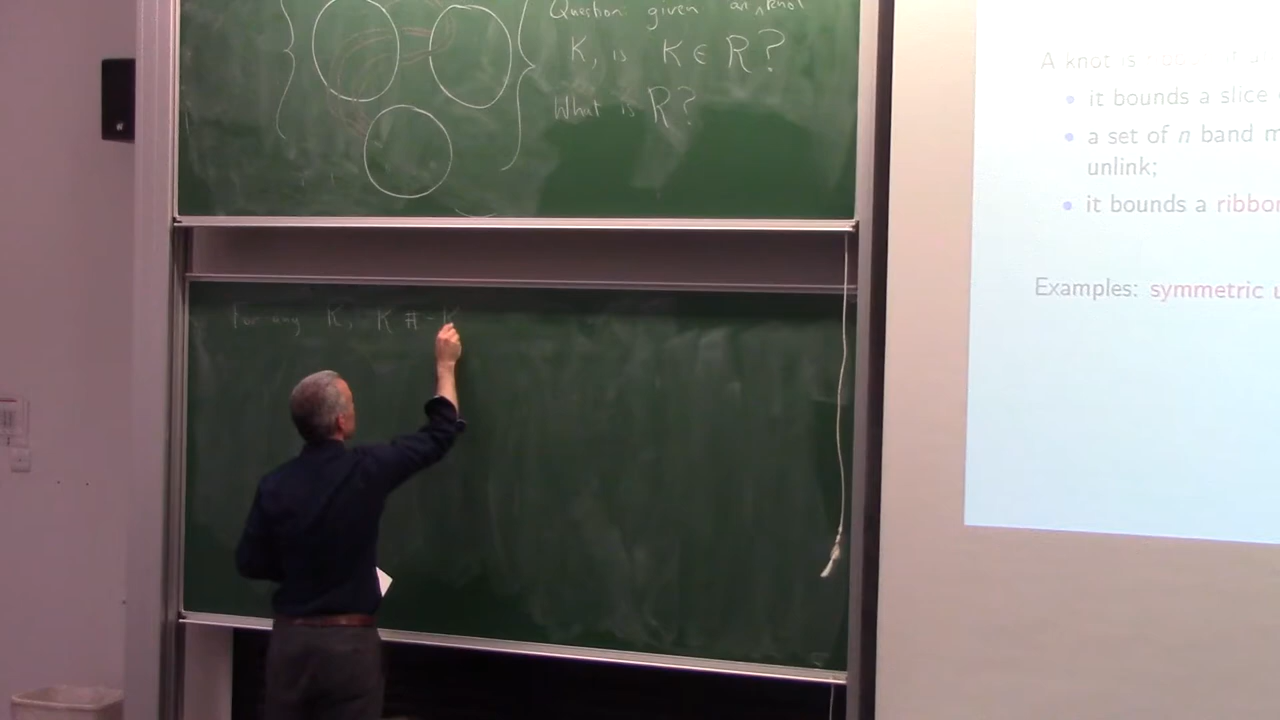 Question: given an knot
K, is K ∈ R?
What is R?
For any K, K # -K
A knot is
• it bounds a slice
• a set of n band m
unlink;
• it bounds a ribbo
Examples: symmetric u